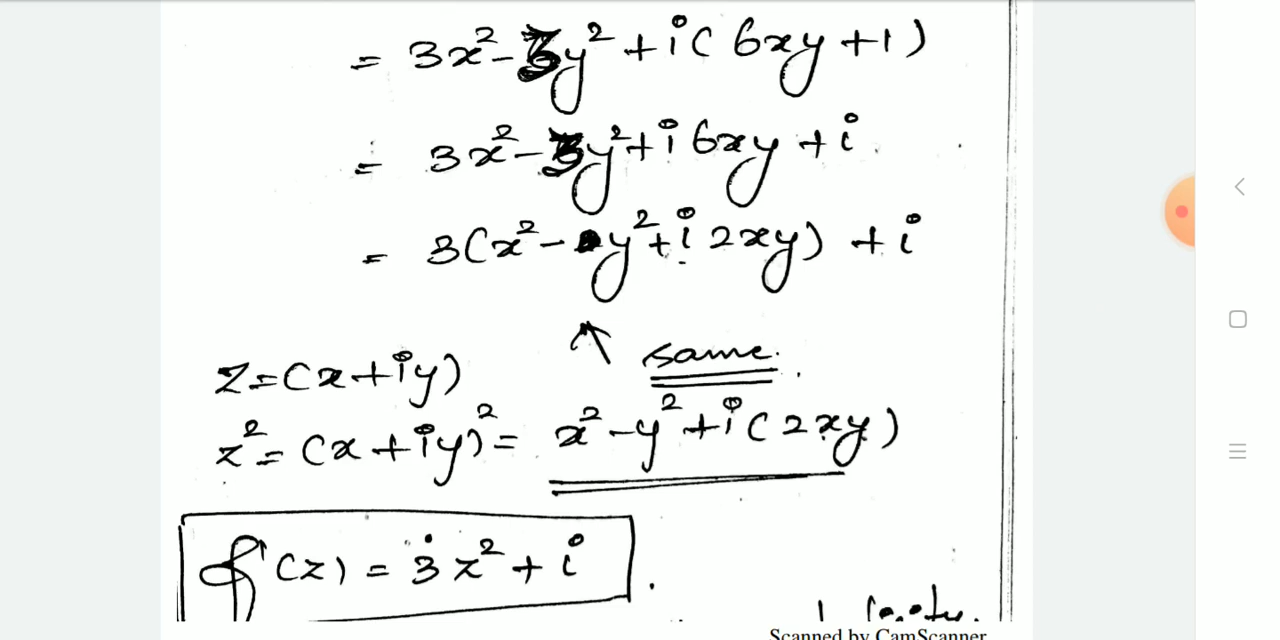 = 3x² - 3y² + i( 6xy + 1 )
= 3x² - 3y² + i 6xy + i
= 3(x² - y² + i 2xy) + i
same.
z = (x + iy)
z² = (x + iy)² = x² - y² + i ( 2xy )
f'(z) = 3z² + i
Scanned by CamScanner